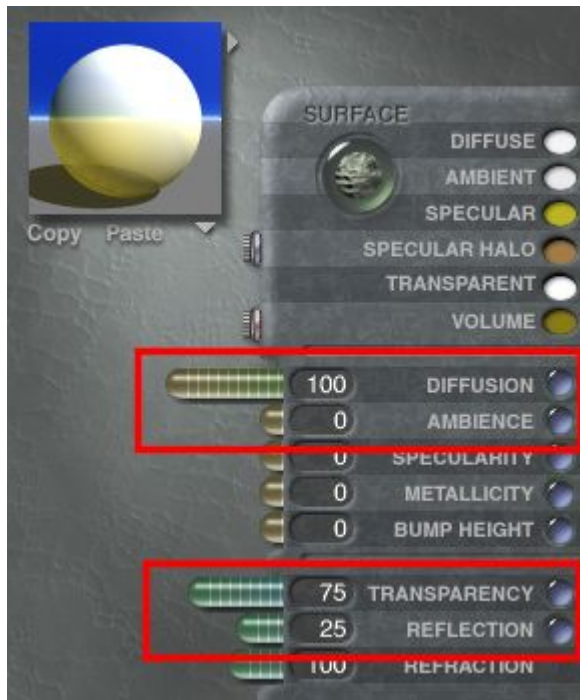 SURFACE
DIFFUSE
AMBIENT
SPECULAR
Copy Paste
SPECULAR HALO
TRANSPARENT
VOLUME
100 DIFFUSION
0 AMBIENCE
0 SPECULARITY
0 METALLICITY
0 BUMP HEIGHT
75 TRANSPARENCY
25 REFLECTION
100 REFRACTION